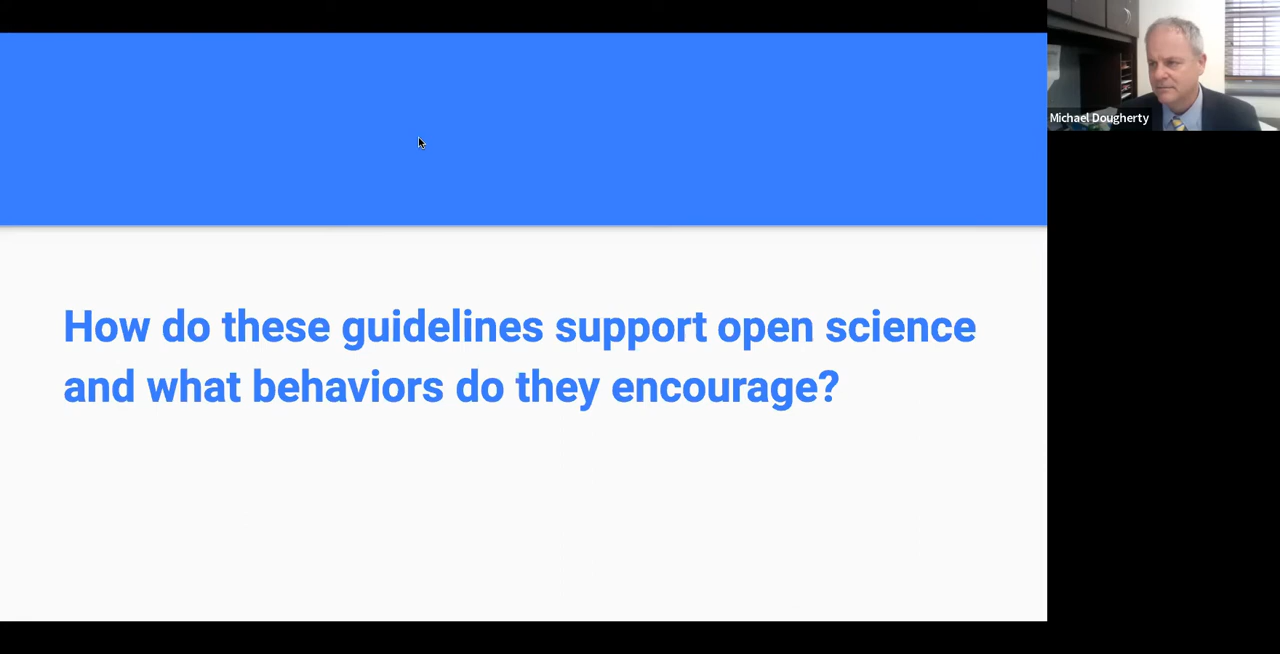 Michael Dougherty
How do these guidelines support open science
and what behaviors do they encourage?